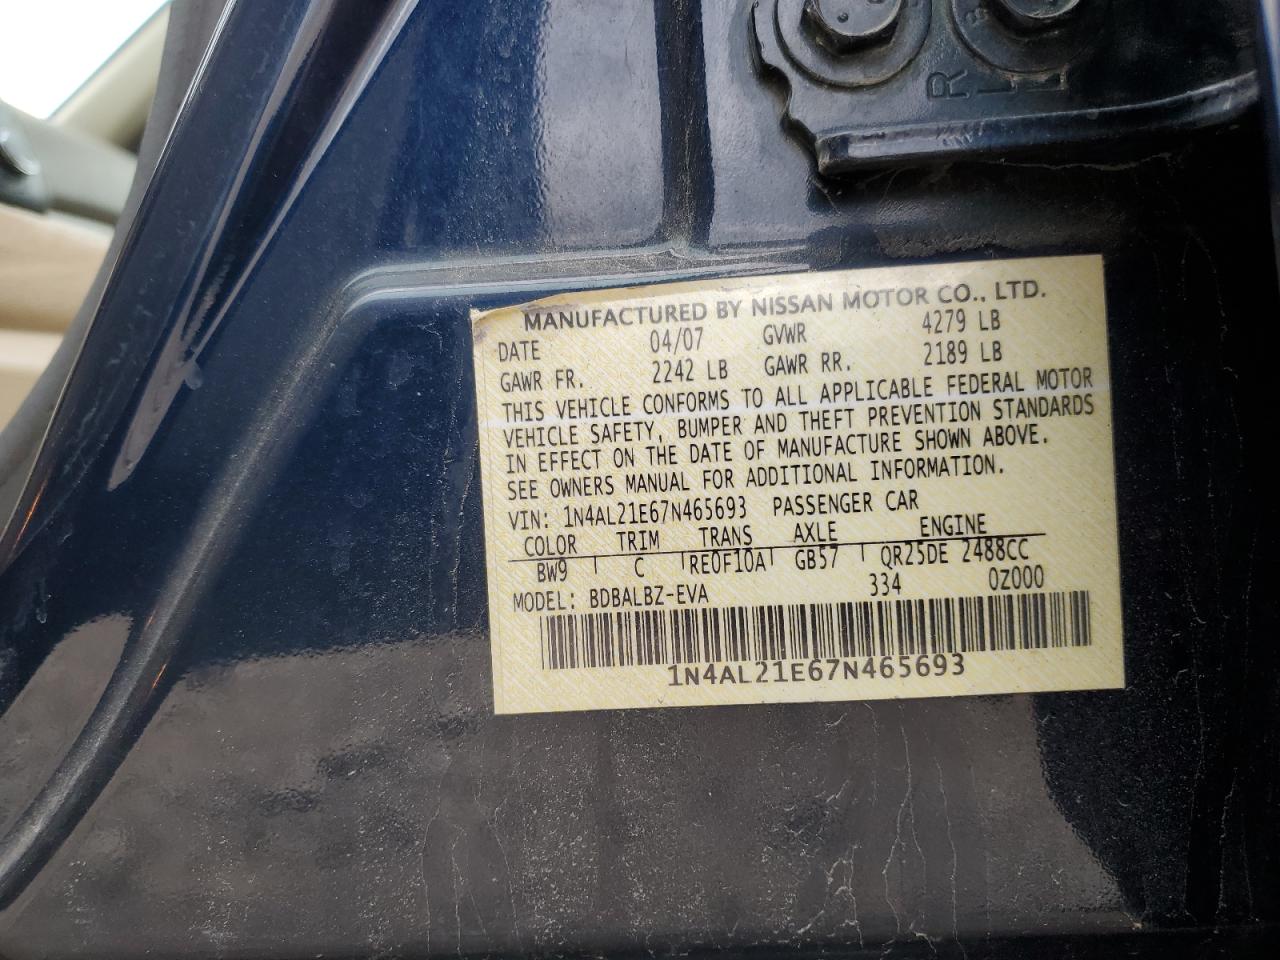 R L
MANUFACTURED BY NISSAN MOTOR CO., LTD.
DATE 04/07 GVWR 4279 LB
GAWR FR. 2242 LB GAWR RR. 2189 LB
THIS VEHICLE CONFORMS TO ALL APPLICABLE FEDERAL MOTOR
VEHICLE SAFETY, BUMPER AND THEFT PREVENTION STANDARDS
IN EFFECT ON THE DATE OF MANUFACTURE SHOWN ABOVE.
SEE OWNERS MANUAL FOR ADDITIONAL INFORMATION.
VIN: 1N4AL21E67N465693 PASSENGER CAR
COLOR TRIM TRANS AXLE ENGINE
BW9 C RE0F10A GB57 QR25DE 2488CC
MODEL: BDBALBZ-EVA 334 0Z000
1N4AL21E67N465693